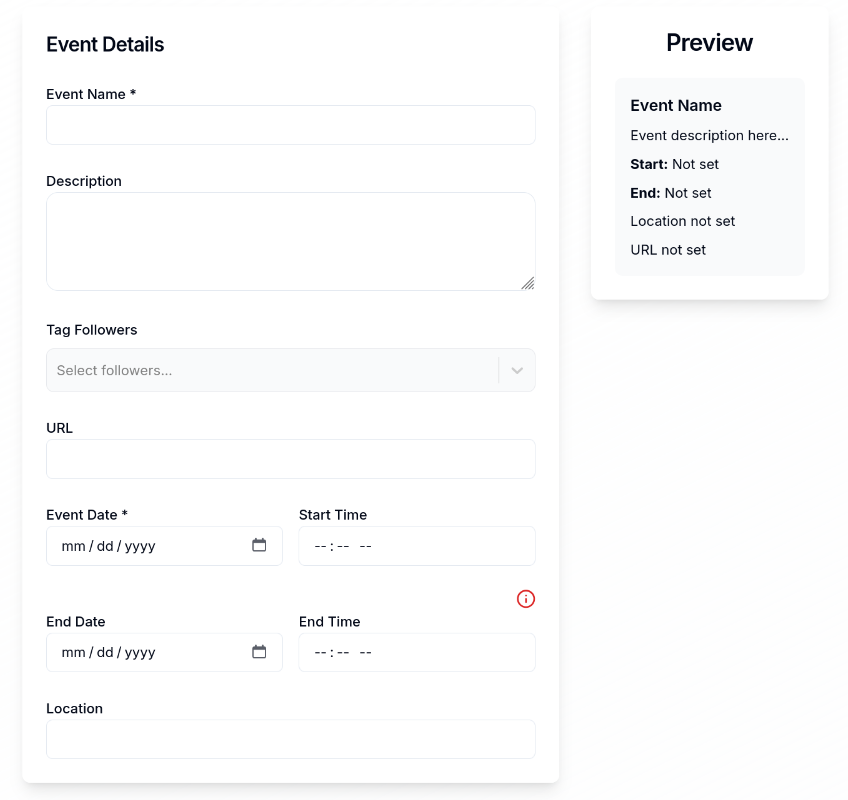 Event Details
Event Name *
Description
Tag Followers
Select followers...
URL
Event Date * Start Time
mm / dd / yyyy -- : -- --
End Date End Time
mm / dd / yyyy -- : -- --
Location
Preview
Event Name
Event description here...
Start: Not set
End: Not set
Location not set
URL not set